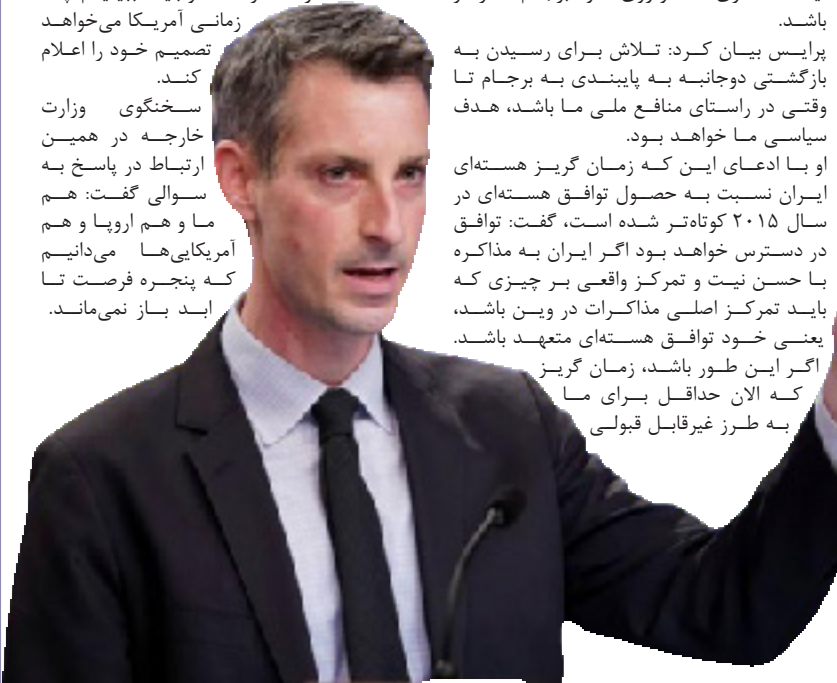 باشد.
پرایس بیان کرد: تلاش برای رسیدن به
بازگشتی دوجانبه به پایبندی به برجام تا
وقتی در راستای منافع ملی ما باشد، هدف
سیاسی ما خواهد بود.
او با ادعای این که زمان گریز هسته‌ای
ایران نسبت به حصول توافق هسته‌ای در
سال ۲۰۱۵ کوتاه‌تر شده است، گفت: توافق
در دسترس خواهد بود اگر ایران به مذاکره
با حسن نیت و تمرکز واقعی بر چیزی که
باید تمرکز اصلی مذاکرات در وین باشد،
یعنی خود توافق هسته‌ای متعهد باشد.
اگر این طور باشد، زمان گریز
که الان حداقل برای ما
به طرز غیرقابل قبولی
زمانی آمریکا می‌خواهد
تصمیم خود را اعلام
کند.
سخنگوی وزارت
خارجه در همین
ارتباط در پاسخ به
سوالی گفت: هم
ما و هم اروپا و هم
آمریکایی‌ها می‌دانیم
که پنجره فرصت تا
ابد باز نمی‌ماند.